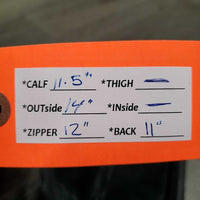 *CALF 11.5" *THIGH —
*OUTside 14" *INside —
*ZIPPER 12" *BACK 11"